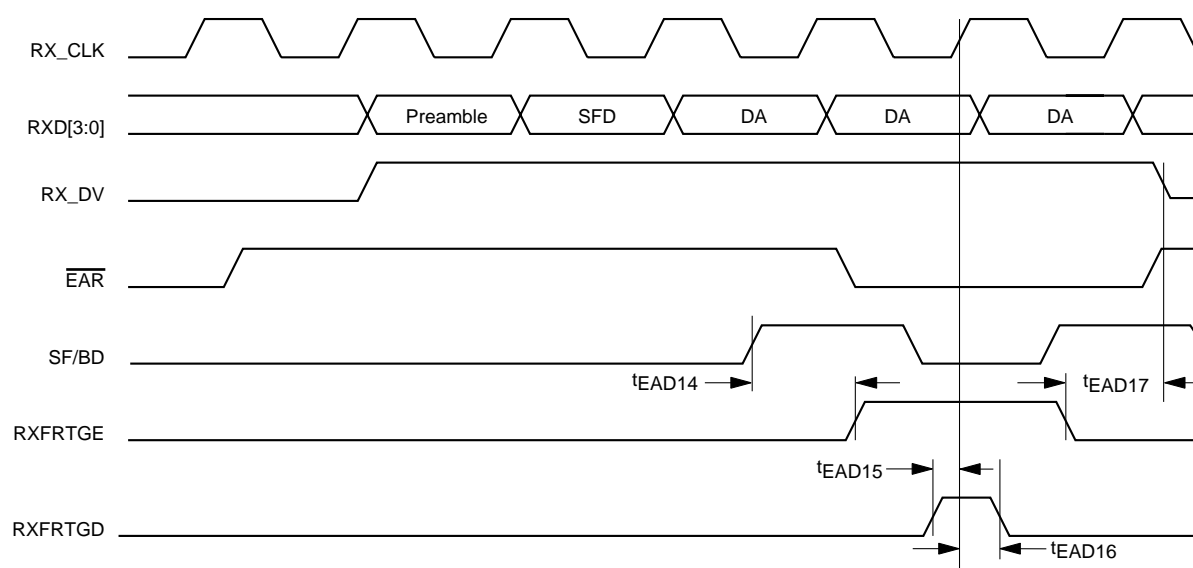 RX_CLK
RXD[3:0] Preamble SFD DA DA DA
RX_DV
EAR
SF/BD
tEAD14 tEAD17
RXFRTGE
tEAD15
RXFRTGD
tEAD16